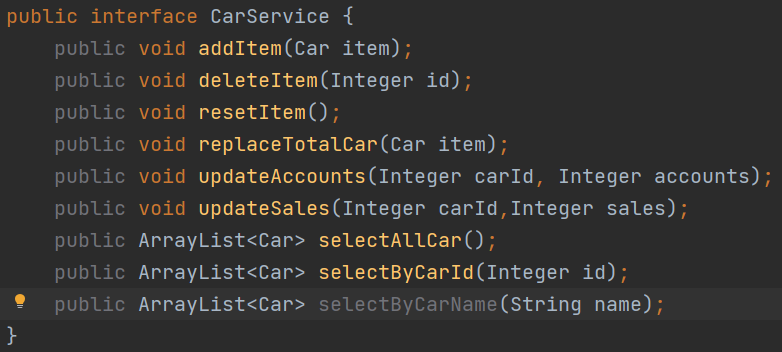 public interface CarService {
    public void addItem(Car item);
    public void deleteItem(Integer id);
    public void resetItem();
    public void replaceTotalCar(Car item);
    public void updateAccounts(Integer carId, Integer accounts);
    public void updateSales(Integer carId,Integer sales);
    public ArrayList<Car> selectAllCar();
    public ArrayList<Car> selectByCarId(Integer id);
    public ArrayList<Car> selectByCarName(String name);
}